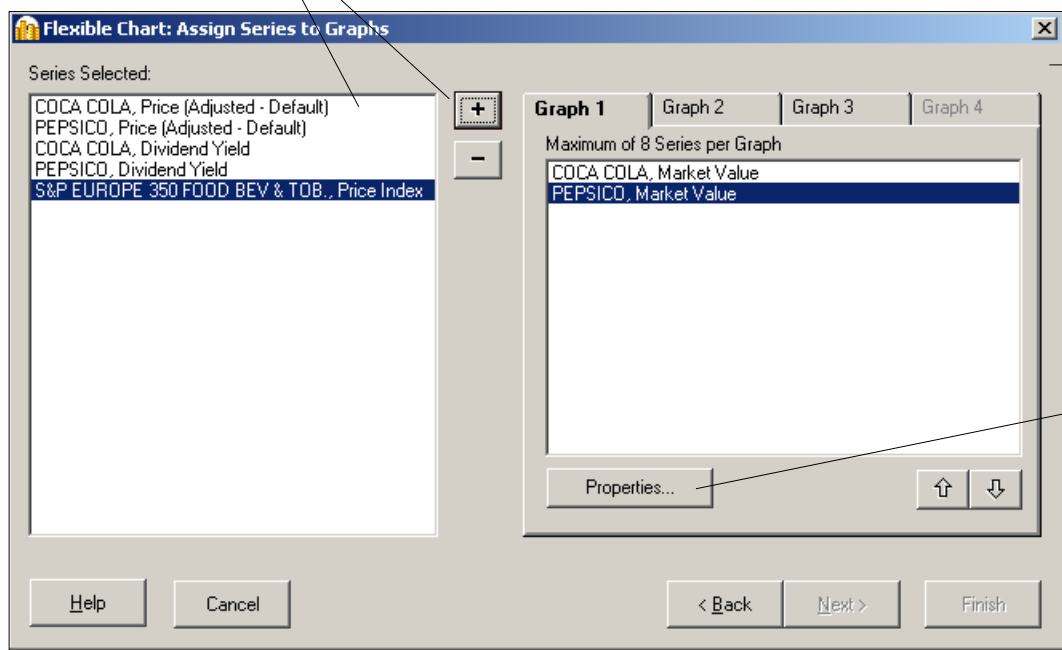 Flexible Chart: Assign Series to Graphs
Series Selected:
COCA COLA, Price (Adjusted - Default)
PEPSICO, Price (Adjusted - Default)
COCA COLA, Dividend Yield
PEPSICO, Dividend Yield
S&P EUROPE 350 FOOD BEV & TOB., Price Index
+
-
Graph 1
Graph 2
Graph 3
Graph 4
Maximum of 8 Series per Graph
COCA COLA, Market Value
PEPSICO, Market Value
Properties...
Help
Cancel
< Back
Next >
Finish